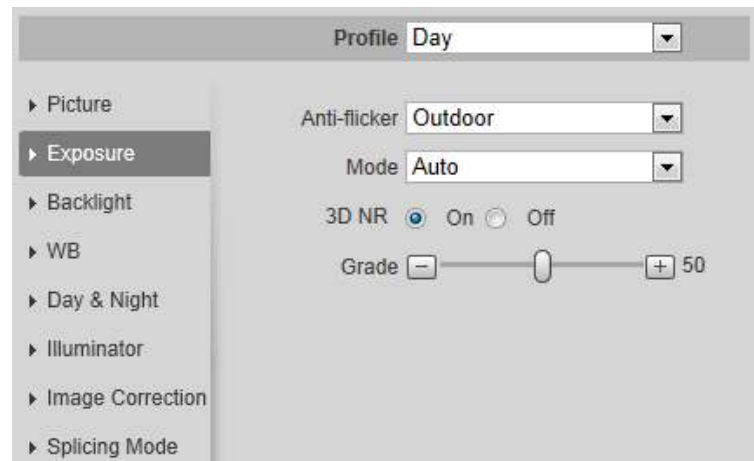 Profile Day
Picture
Exposure
Backlight
WB
Day & Night
Illuminator
Image Correction
Splicing Mode
Anti-flicker Outdoor
Mode Auto
3D NR On Off
Grade 50